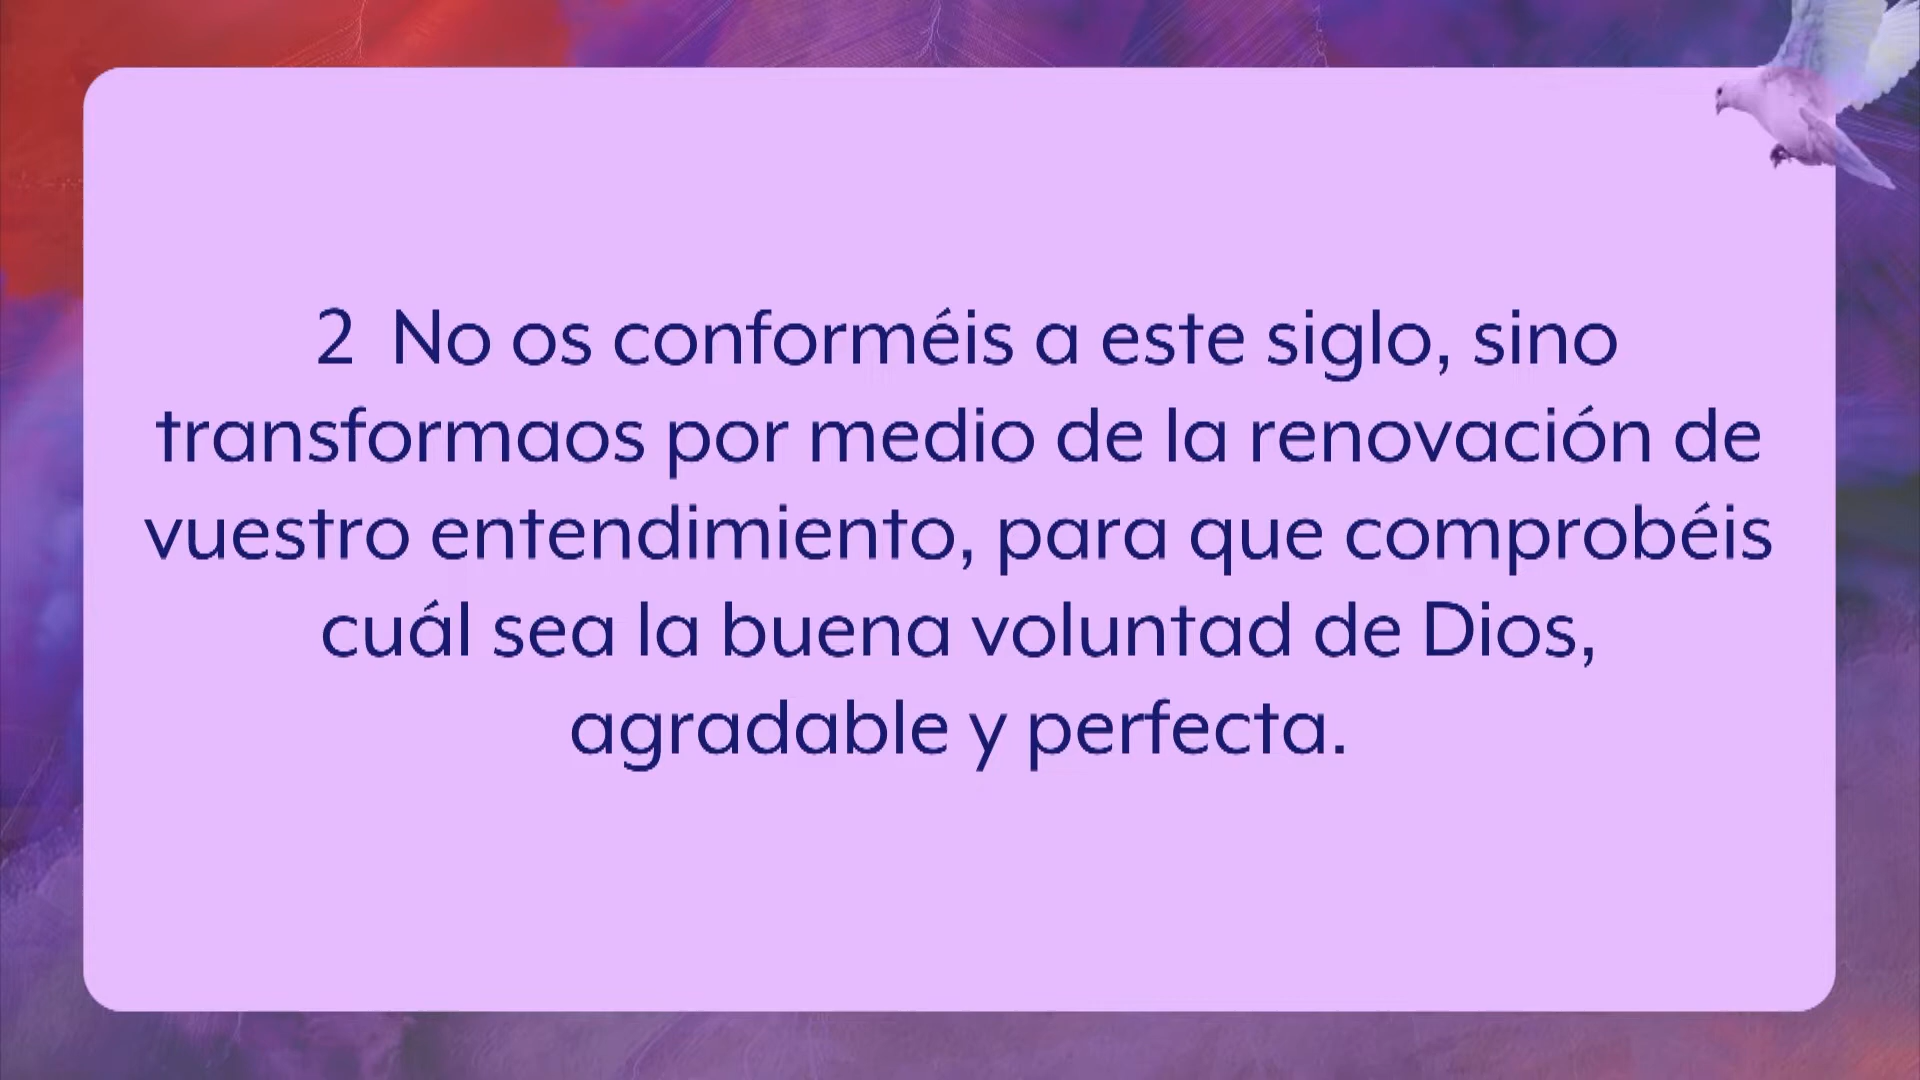 2  No os conforméis a este siglo, sino
transformaos por medio de la renovación de
vuestro entendimiento, para que comprobéis
cuál sea la buena voluntad de Dios,
agradable y perfecta.